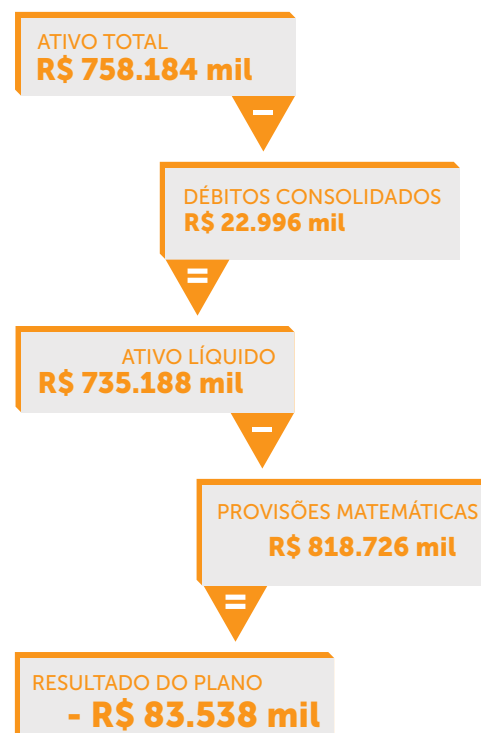 ATIVO TOTAL
R$ 758.184 mil
–
DÉBITOS CONSOLIDADOS
R$ 22.996 mil
=
ATIVO LÍQUIDO
R$ 735.188 mil
–
PROVISÕES MATEMÁTICAS
R$ 818.726 mil
=
RESULTADO DO PLANO
- R$ 83.538 mil